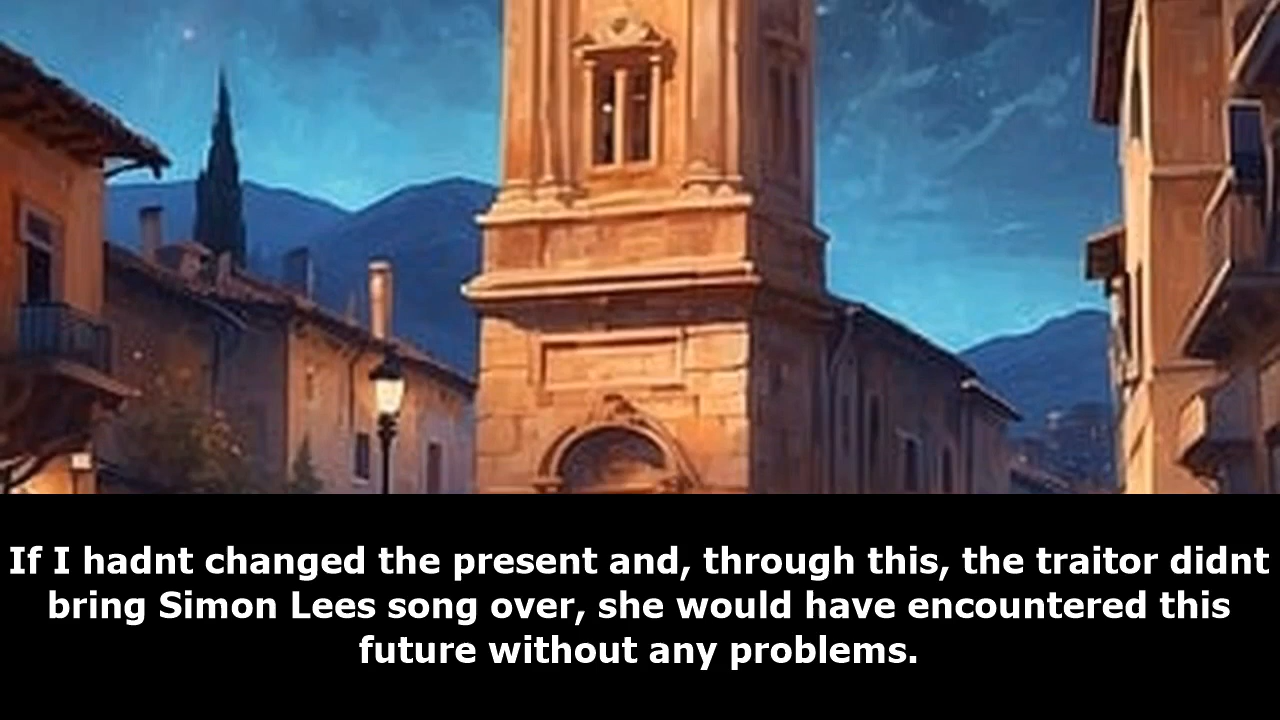 If I hadnt changed the present and, through this, the traitor didnt
bring Simon Lees song over, she would have encountered this
future without any problems.